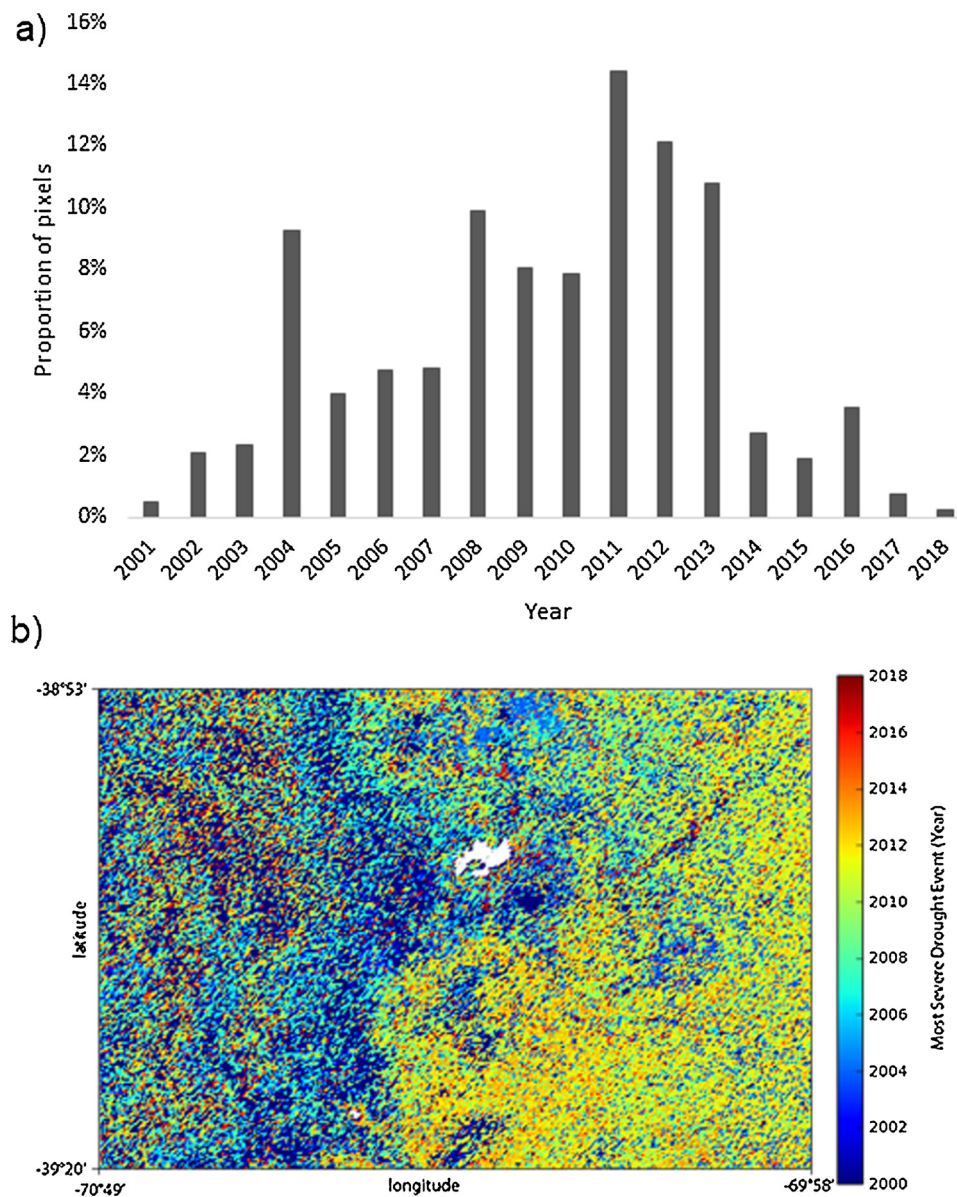 a)
16%
14%
12%
10%
8%
6%
4%
2%
0%
Proportion of pixels
2001 2002 2003 2004 2005 2006 2007 2008 2009 2010 2011 2012 2013 2014 2015 2016 2017 2018
Year
b)
-38°53'
latitude
-39°20'
-70°49'
longitude
-69°58'
2018
2016
2014
2012
2010
2008
2006
2004
2002
2000
Most Severe Drought Event (Year)